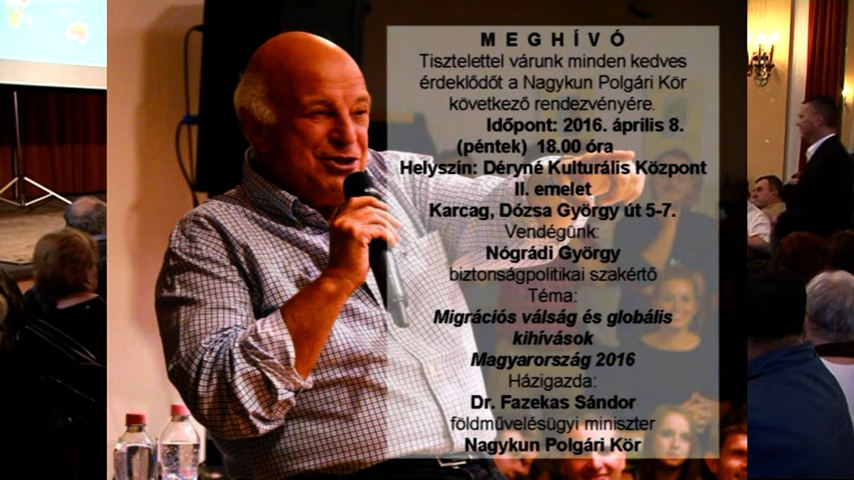 M E G H Í V Ó
Tisztelettel várunk minden kedves
érdeklődőt a Nagykun Polgári Kör
következő rendezvényére.
Időpont: 2016. április 8.
(péntek) 18.00 óra
Helyszín: Déryné Kulturális Központ
II. emelet
Karcag, Dózsa György út 5-7.
Vendégünk:
Nógrádi György
biztonságpolitikai szakértő
Téma:
Migrációs válság és globális
kihívások
Magyarország 2016
Házigazda:
Dr. Fazekas Sándor
földművelésügyi miniszter
Nagykun Polgári Kör